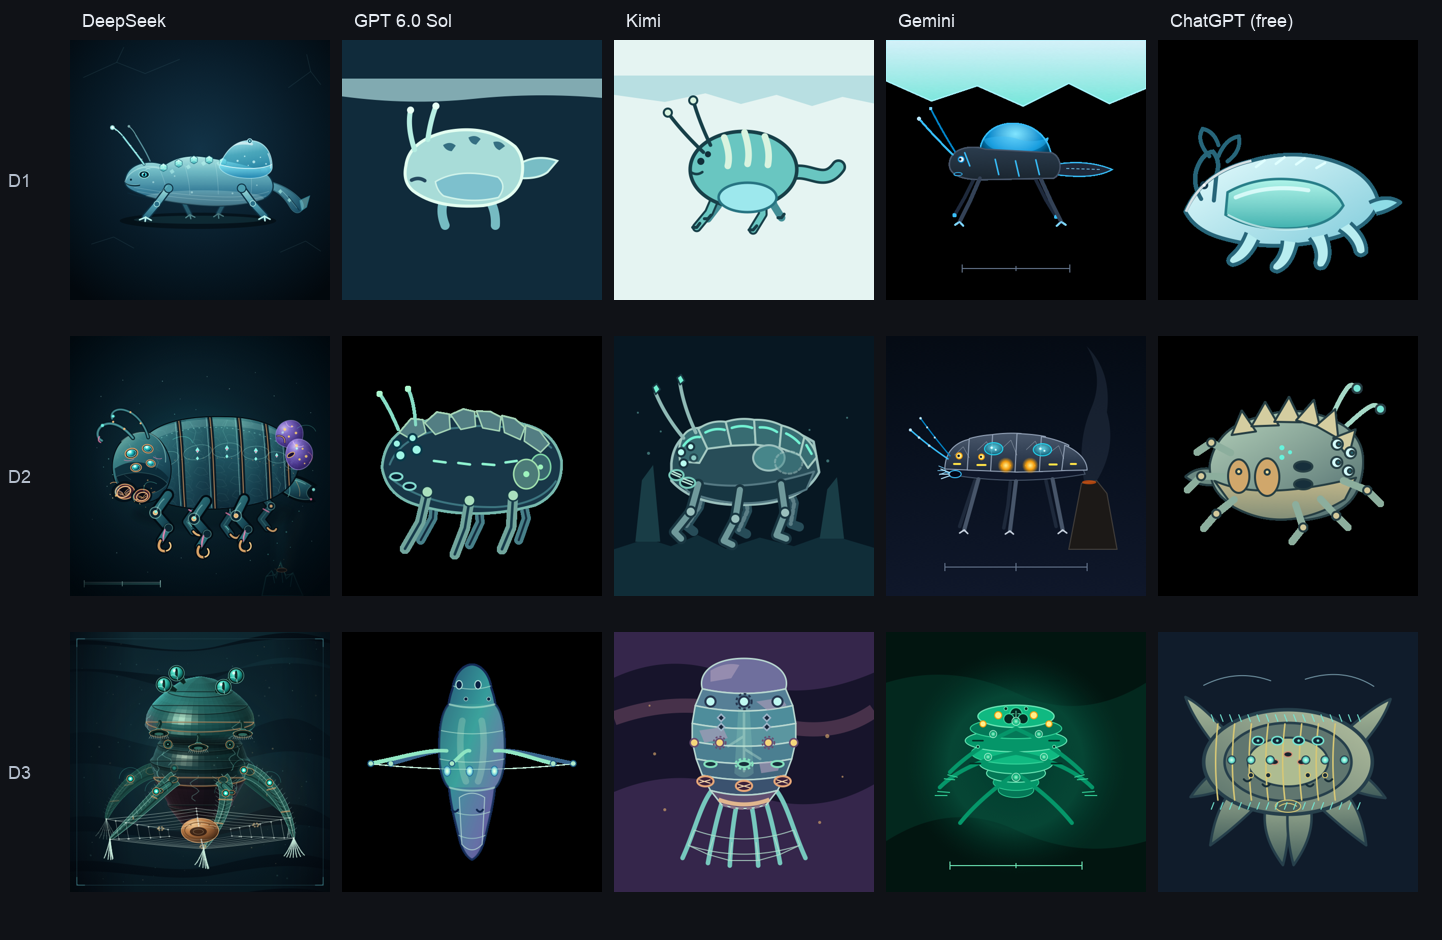 DeepSeek
GPT 6.0 Sol
Kimi
Gemini
ChatGPT (free)
D1
D2
D3